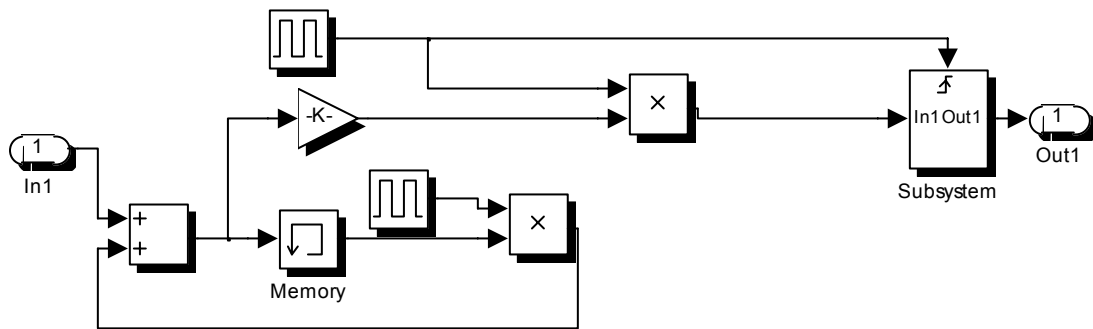 -K-
×
In1 Out1
1
In1
1
Out1
Subsystem
+
+
×
Memory